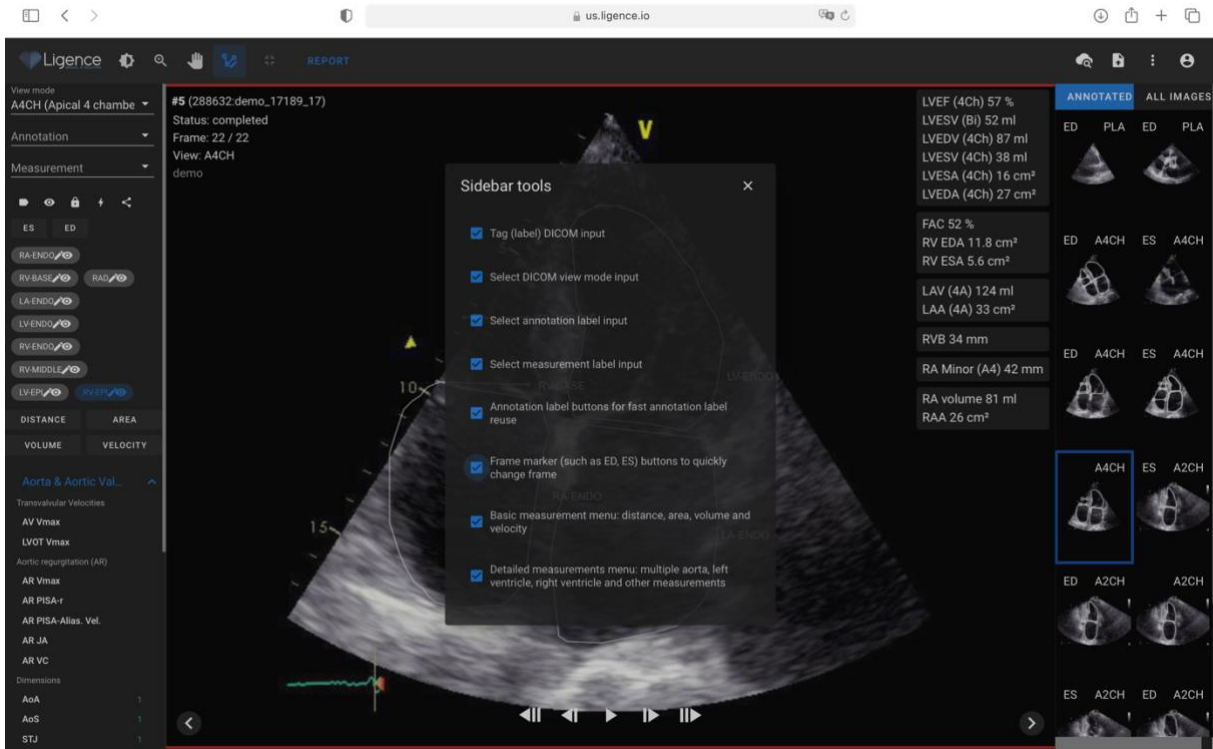 us.ligence.io
Ligence
REPORT
View mode
A4CH (Apical 4 chambe
Annotation
Measurement
ES ED
RA-ENDO
RV-BASE RAD
LA-ENDO
LV-ENDO
RV-ENDO
RV-MIDDLE
LV-EPI RV-EPI
DISTANCE AREA
VOLUME VELOCITY
Aorta & Aortic Val...
Transvalvular Velocities
AV Vmax
LVOT Vmax
Aortic regurgitation (AR)
AR Vmax
AR PISA-r
AR PISA-Alias. Vel.
AR JA
AR VC
Dimensions
AoA 1
AoS 1
STJ 1
#5 (288632:demo_17189_17)
Status: completed
Frame: 22 / 22
View: A4CH
demo
V
10
15
Sidebar tools
Tag (label) DICOM input
Select DICOM view mode input
Select annotation label input
Select measurement label input
RV-BASE
LV-ENDO
Annotation label buttons for fast annotation label
reuse
Frame marker (such as ED, ES) buttons to quickly
change frame
RA-ENDO
Basic measurement menu: distance, area, volume and
velocity
LA-ENDO
Detailed measurements menu: multiple aorta, left
ventricle, right ventricle and other measurements
LVEF (4Ch) 57 %
LVESV (Bi) 52 ml
LVEDV (4Ch) 87 ml
LVESV (4Ch) 38 ml
LVESA (4Ch) 16 cm²
LVEDA (4Ch) 27 cm²
FAC 52 %
RV EDA 11.8 cm²
RV ESA 5.6 cm²
LAV (4A) 124 ml
LAA (4A) 33 cm²
RVB 34 mm
RA Minor (A4) 42 mm
RA volume 81 ml
RAA 26 cm²
ANNOTATED ALL IMAGES
ED PLA ED PLA
ED A4CH ES A4CH
ED A4CH ES A4CH
A4CH ES A2CH
ED A2CH A2CH
ES A2CH ED A2CH